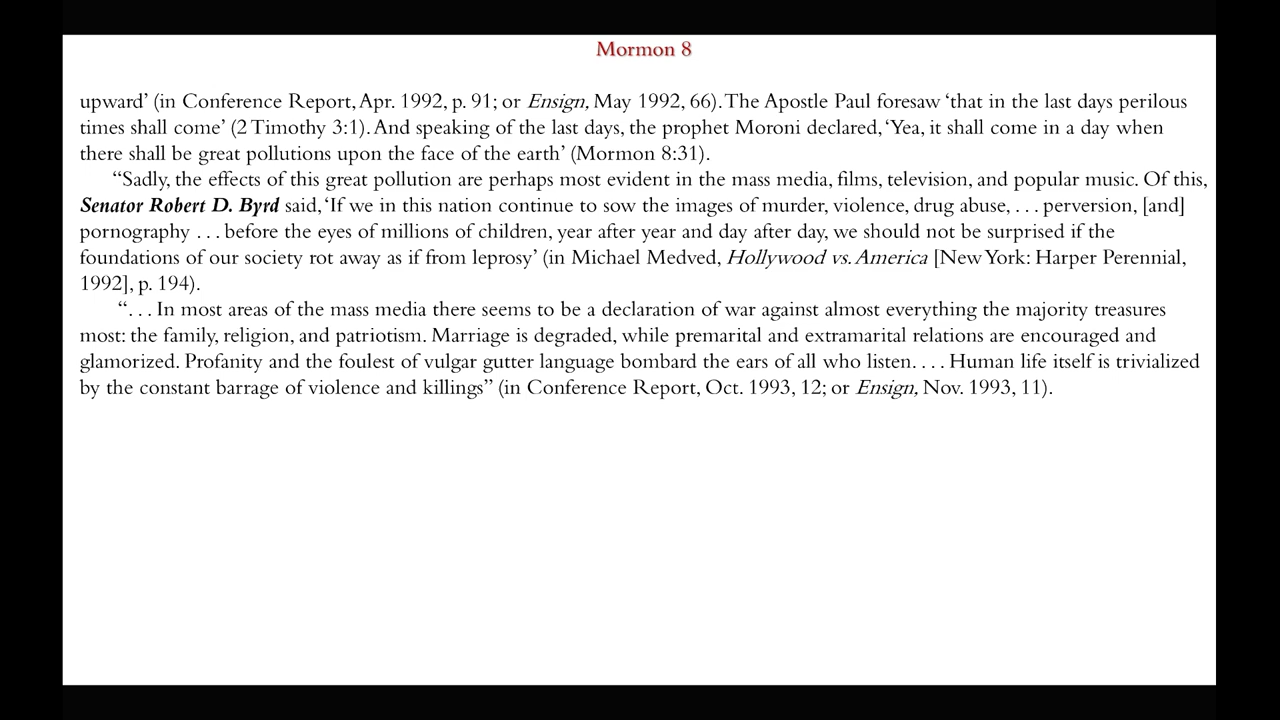 Mormon 8
upward’ (in Conference Report, Apr. 1992, p. 91; or Ensign, May 1992, 66). The Apostle Paul foresaw ‘that in the last days perilous
times shall come’ (2 Timothy 3:1). And speaking of the last days, the prophet Moroni declared, ‘Yea, it shall come in a day when
there shall be great pollutions upon the face of the earth’ (Mormon 8:31).
“Sadly, the effects of this great pollution are perhaps most evident in the mass media, films, television, and popular music. Of this,
Senator Robert D. Byrd said, ‘If we in this nation continue to sow the images of murder, violence, drug abuse, . . . perversion, [and]
pornography . . . before the eyes of millions of children, year after year and day after day, we should not be surprised if the
foundations of our society rot away as if from leprosy’ (in Michael Medved, Hollywood vs. America [New York: Harper Perennial,
1992], p. 194).
“. . . In most areas of the mass media there seems to be a declaration of war against almost everything the majority treasures
most: the family, religion, and patriotism. Marriage is degraded, while premarital and extramarital relations are encouraged and
glamorized. Profanity and the foulest of vulgar gutter language bombard the ears of all who listen. . . . Human life itself is trivialized
by the constant barrage of violence and killings” (in Conference Report, Oct. 1993, 12; or Ensign, Nov. 1993, 11).